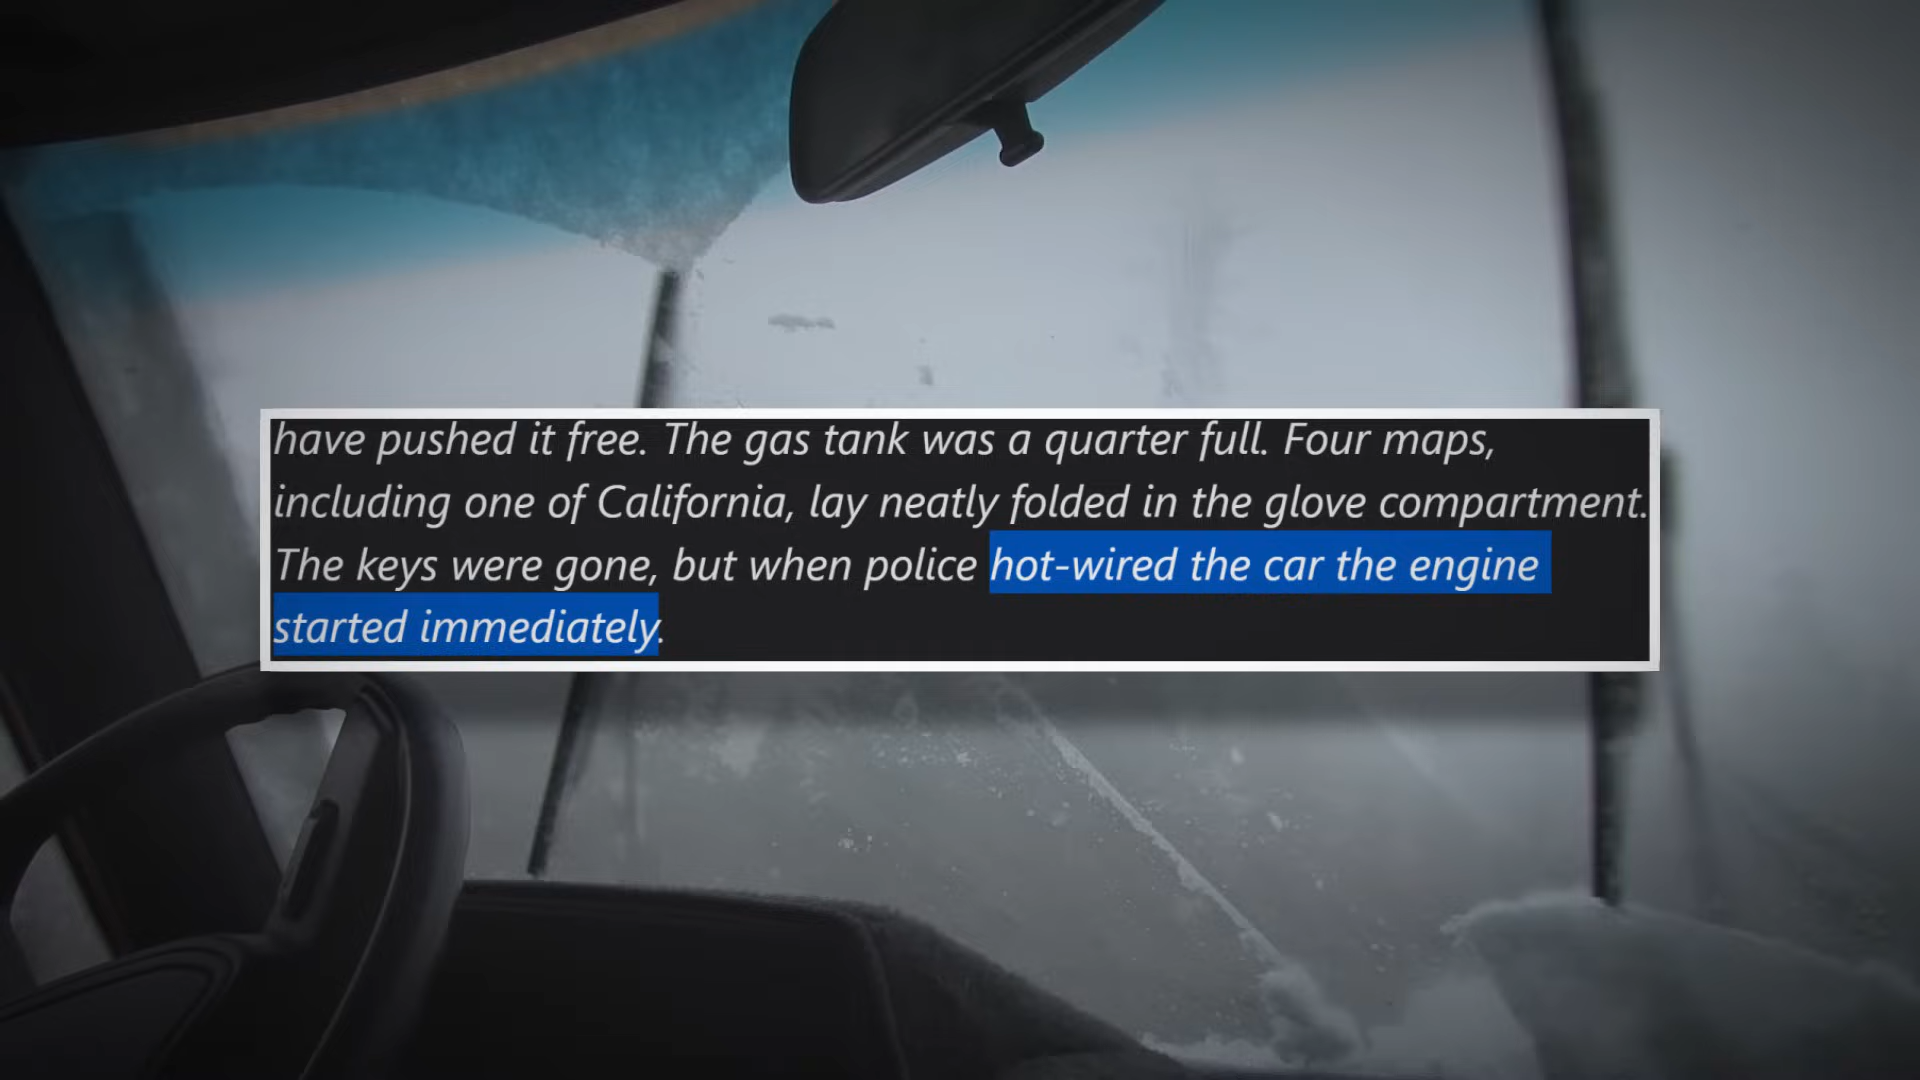 have pushed it free. The gas tank was a quarter full. Four maps,
including one of California, lay neatly folded in the glove compartment.
The keys were gone, but when police hot-wired the car the engine
started immediately.